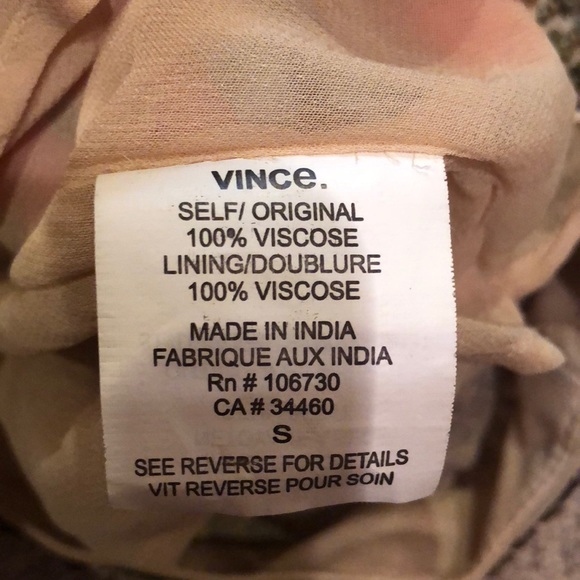 VINCe.
SELF/ ORIGINAL
100% VISCOSE
LINING/DOUBLURE
100% VISCOSE
MADE IN INDIA
FABRIQUE AUX INDIA
Rn # 106730
CA # 34460
S
SEE REVERSE FOR DETAILS
VIT REVERSE POUR SOIN